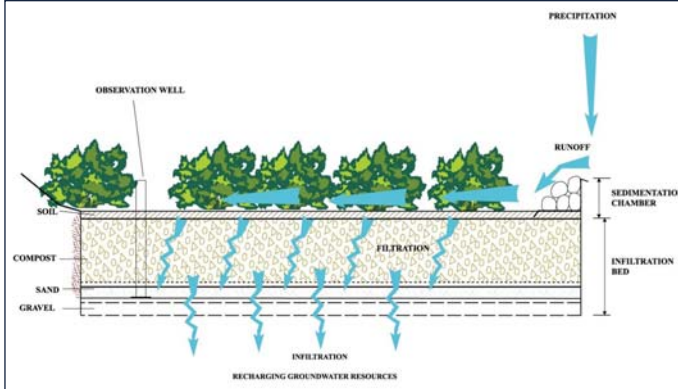 PRECIPITATION
OBSERVATION WELL
RUNOFF
SEDIMENTATION
CHAMBER
SOIL
FILTRATION
COMPOST
INFILTRATION
BED
SAND
GRAVEL
INFILTRATION
RECHARGING GROUNDWATER RESOURCES